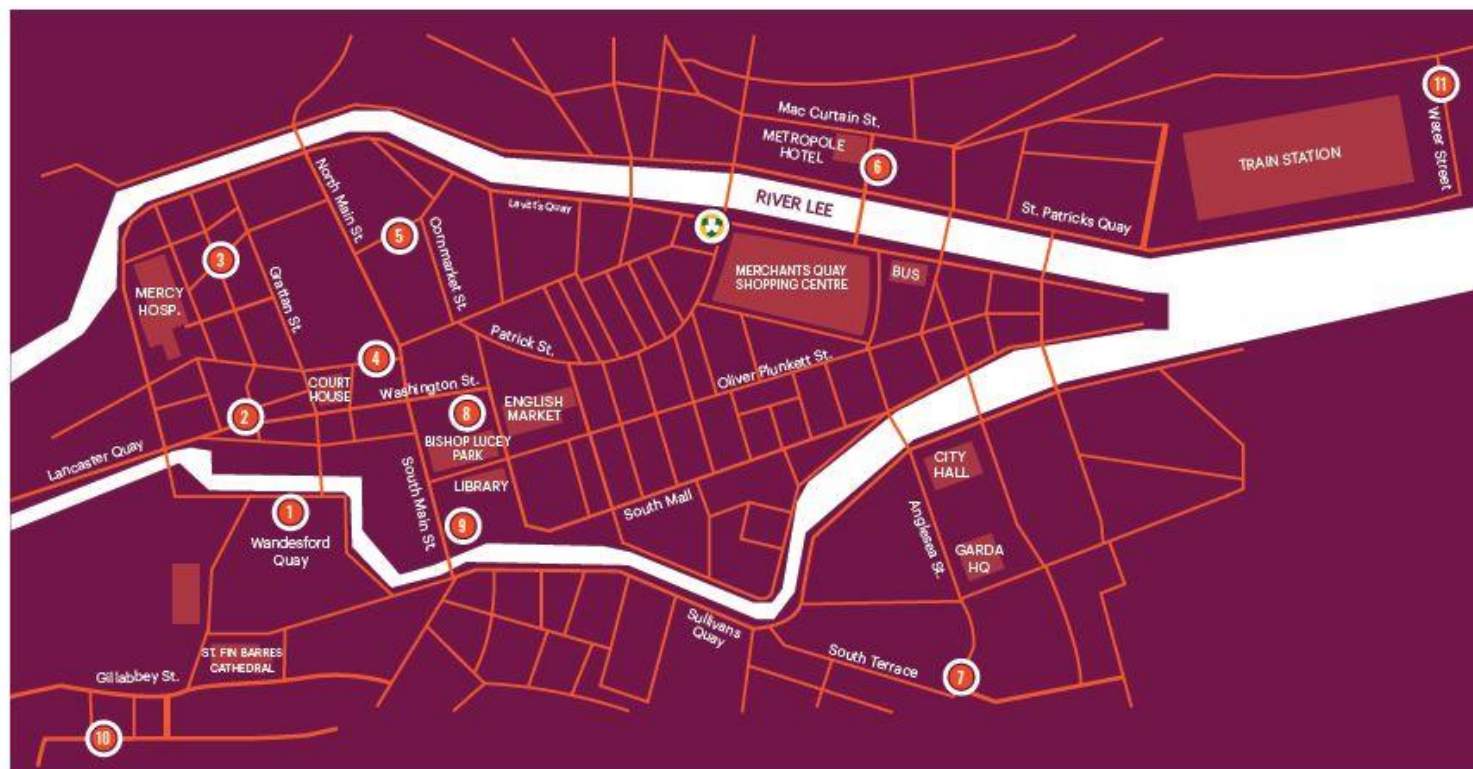 11
Mac Curtain St.
METROPOLE
HOTEL
6
TRAIN STATION
Water Street
RIVER LEE
St. Patricks Quay
North Main St.
Cornmarket St.
Lavitt's Quay
5
3
MERCY
HOSP.
Grattan St.
MERCHANTS QUAY
SHOPPING CENTRE
BUS
Patrick St.
4
Oliver Plunkett St.
COURT
HOUSE
Washington St.
2
8
ENGLISH
MARKET
Lancaster Quay
BISHOP LUCEY
PARK
LIBRARY
CITY
HALL
South Main St.
South Mall
1
Wandesford
Quay
9
Anglesea St.
GARDA
HQ
Sullivans
Quay
ST. FIN BARRES
CATHEDRAL
South Terrace
7
Gillabbey St.
10